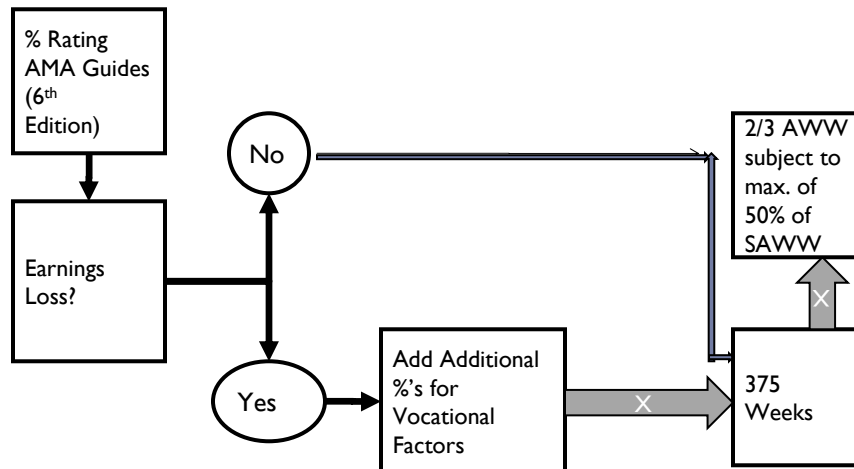 % Rating
AMA Guides
(6th
Edition)
No
2/3 AWW
subject to
max. of
50% of
SAWW
Earnings
Loss?
X
Yes
Add Additional
%'s for
Vocational
Factors
X
375
Weeks